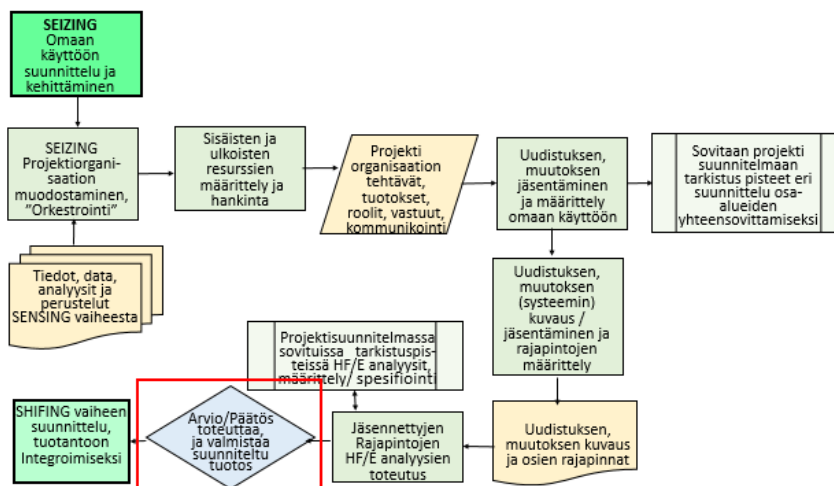 SEIZING
Omaan
käyttöön
suunnittelu ja
kehittäminen
SEIZING
Projektiorgani-
saation
muodostaminen,
”Orkestrointi”
Sisäisten ja
ulkoisten
resurssien
määrittely ja
hankinta
Projekti
organisaation
tehtävät,
tuotokset,
roolit, vastuut,
kommunikointi
Uudistuksen,
muutoksen
jäsentäminen
ja määrittely
omaan käyttöön
Sovitaan projekti
suunnitelmaan
tarkistus pisteet eri
suunnittelu osa-
alueiden
yhteensovittamiseksi
Tiedot, data,
analyysit ja
perustelut
SENSING vaiheesta
Uudistuksen,
muutoksen
(systeemin)
kuvaus /
jäsentäminen ja
rajapintojen
määrittely
Projektisuunnitelmassa
sovituissa tarkistuspis-
teissä HF/E analyysit,
määrittely/ spesifiointi
SHIFING vaiheen
suunnittelu,
tuotantoon
Integroimiseksi
Arvio/Päätös
toteuttaa,
ja valmistaa
suunniteltu
tuotos
Jäsennettyjen
Rajapintojen
HF/E analyysien
toteutus
Uudistuksen,
muutoksen kuvaus
ja osien rajapinnat